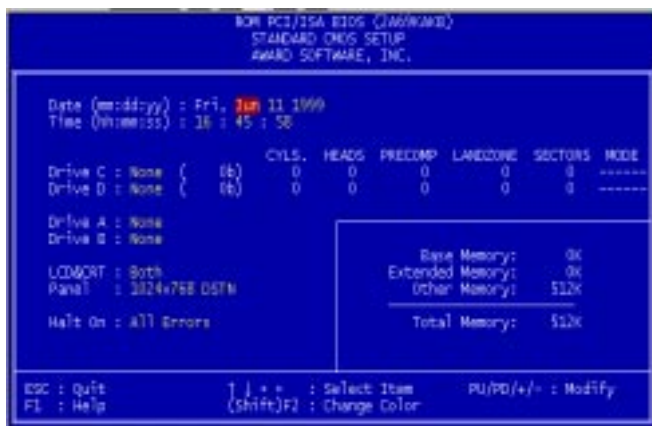 ROM PCI/ISA BIOS
STANDARD CMOS SETUP
AWARD SOFTWARE, INC.
Date (mm:dd:yy) : Fri, Jun 11 1999
Time (hh:mm:ss) : 16 : 45 : 58
CYLS. HEADS PRECOMP LANDZONE SECTORS MODE
Drive C : None ( 0b) 0 0 0 0 0 ------
Drive D : None ( 0b) 0 0 0 0 0 ------
Drive A : None
Drive B : None
LCD&CRT : Both
Panel : 1024x768 DSTN
Halt On : All Errors
Base Memory: 0K
Extended Memory: 0K
Other Memory: 512K
Total Memory: 512K
ESC : Quit ↑ ↓ → ← : Select Item PU/PD/+/- : Modify
F1 : Help (Shift)F2 : Change Color